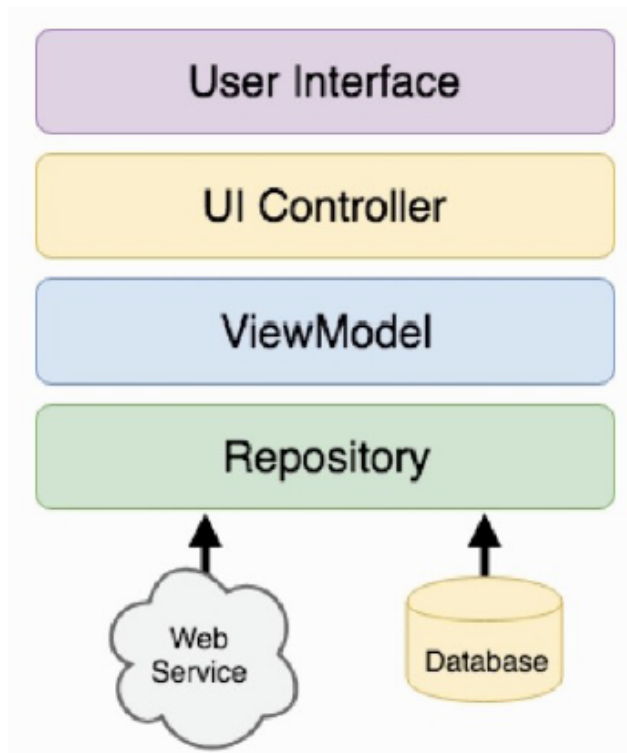 User Interface
UI Controller
ViewModel
Repository
Web
Service
Database